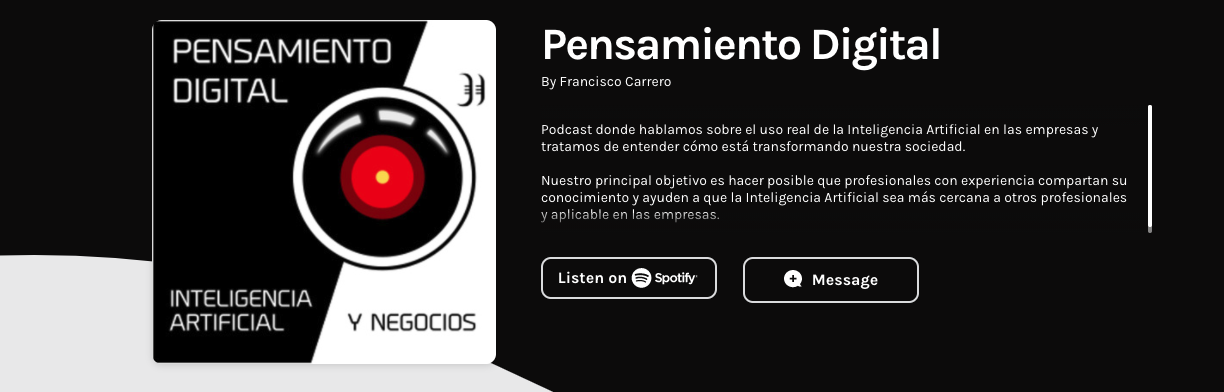 PENSAMIENTO
DIGITAL
INTELIGENCIA
ARTIFICIAL
Y NEGOCIOS
Pensamiento Digital
By Francisco Carrero
Podcast donde hablamos sobre el uso real de la Inteligencia Artificial en las empresas y
tratamos de entender cómo está transformando nuestra sociedad.
Nuestro principal objetivo es hacer posible que profesionales con experiencia compartan su
conocimiento y ayuden a que la Inteligencia Artificial sea más cercana a otros profesionales
y aplicable en las empresas.
Listen on Spotify
Message